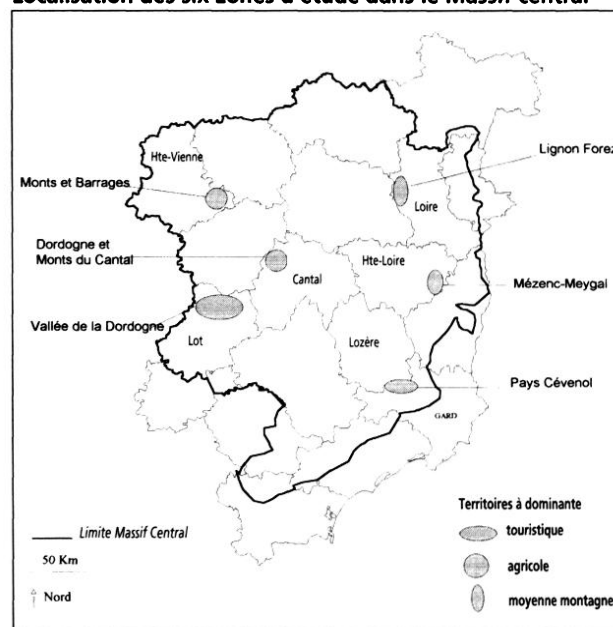 Localisation des six zones d'étude dans le Massif central
Hte-Vienne
Lignon Forez
Monts et Barrages
Loire
Dordogne et
Monts du Cantal
Hte-Loire
Cantal
Mézenc-Meygal
Vallée de la Dordogne
Lot
Lozère
Pays Cévenol
GARD
Territoires à dominante
Limite Massif Central
touristique
50 Km
agricole
Nord
moyenne montagne